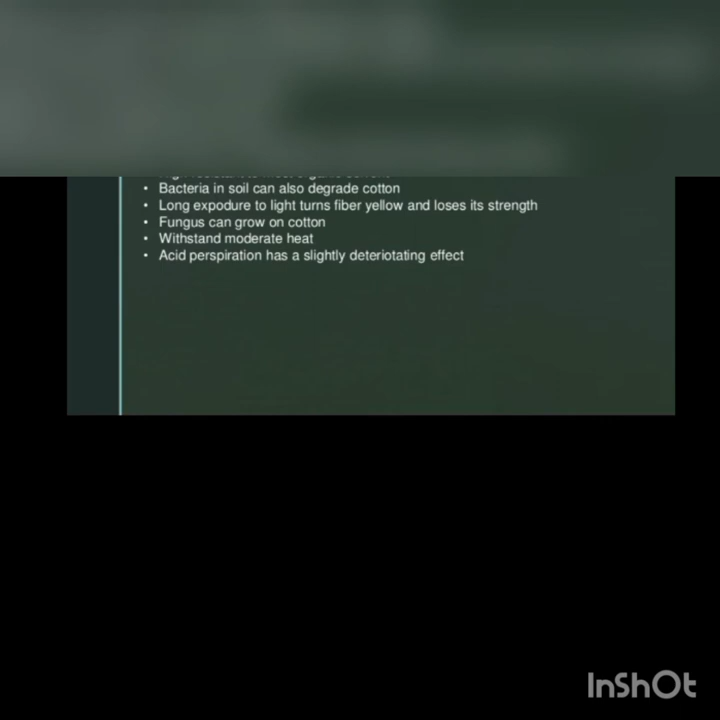 • Bacteria in soil can also degrade cotton
• Long expodure to light turns fiber yellow and loses its strength
• Fungus can grow on cotton
• Withstand moderate heat
• Acid perspiration has a slightly deteriotating effect
InShOt